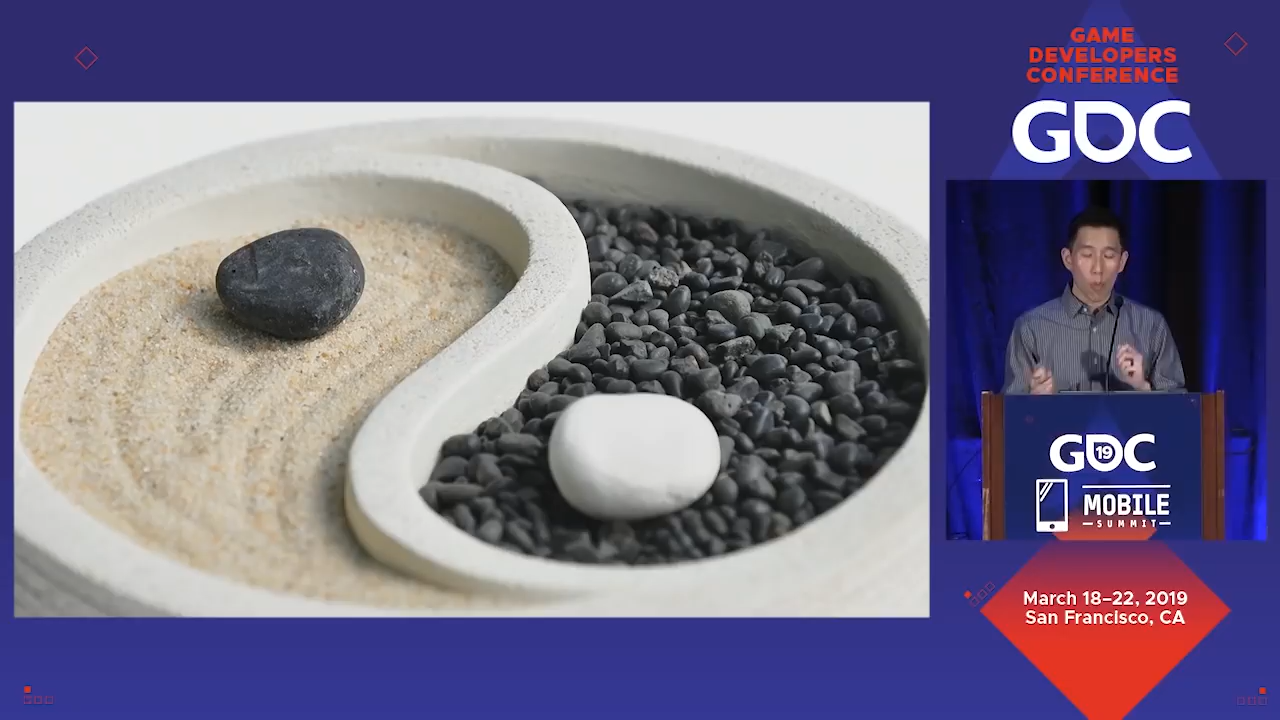 GAME
DEVELOPERS
CONFERENCE
GDC
GDC
19
MOBILE
SUMMIT
March 18–22, 2019
San Francisco, CA